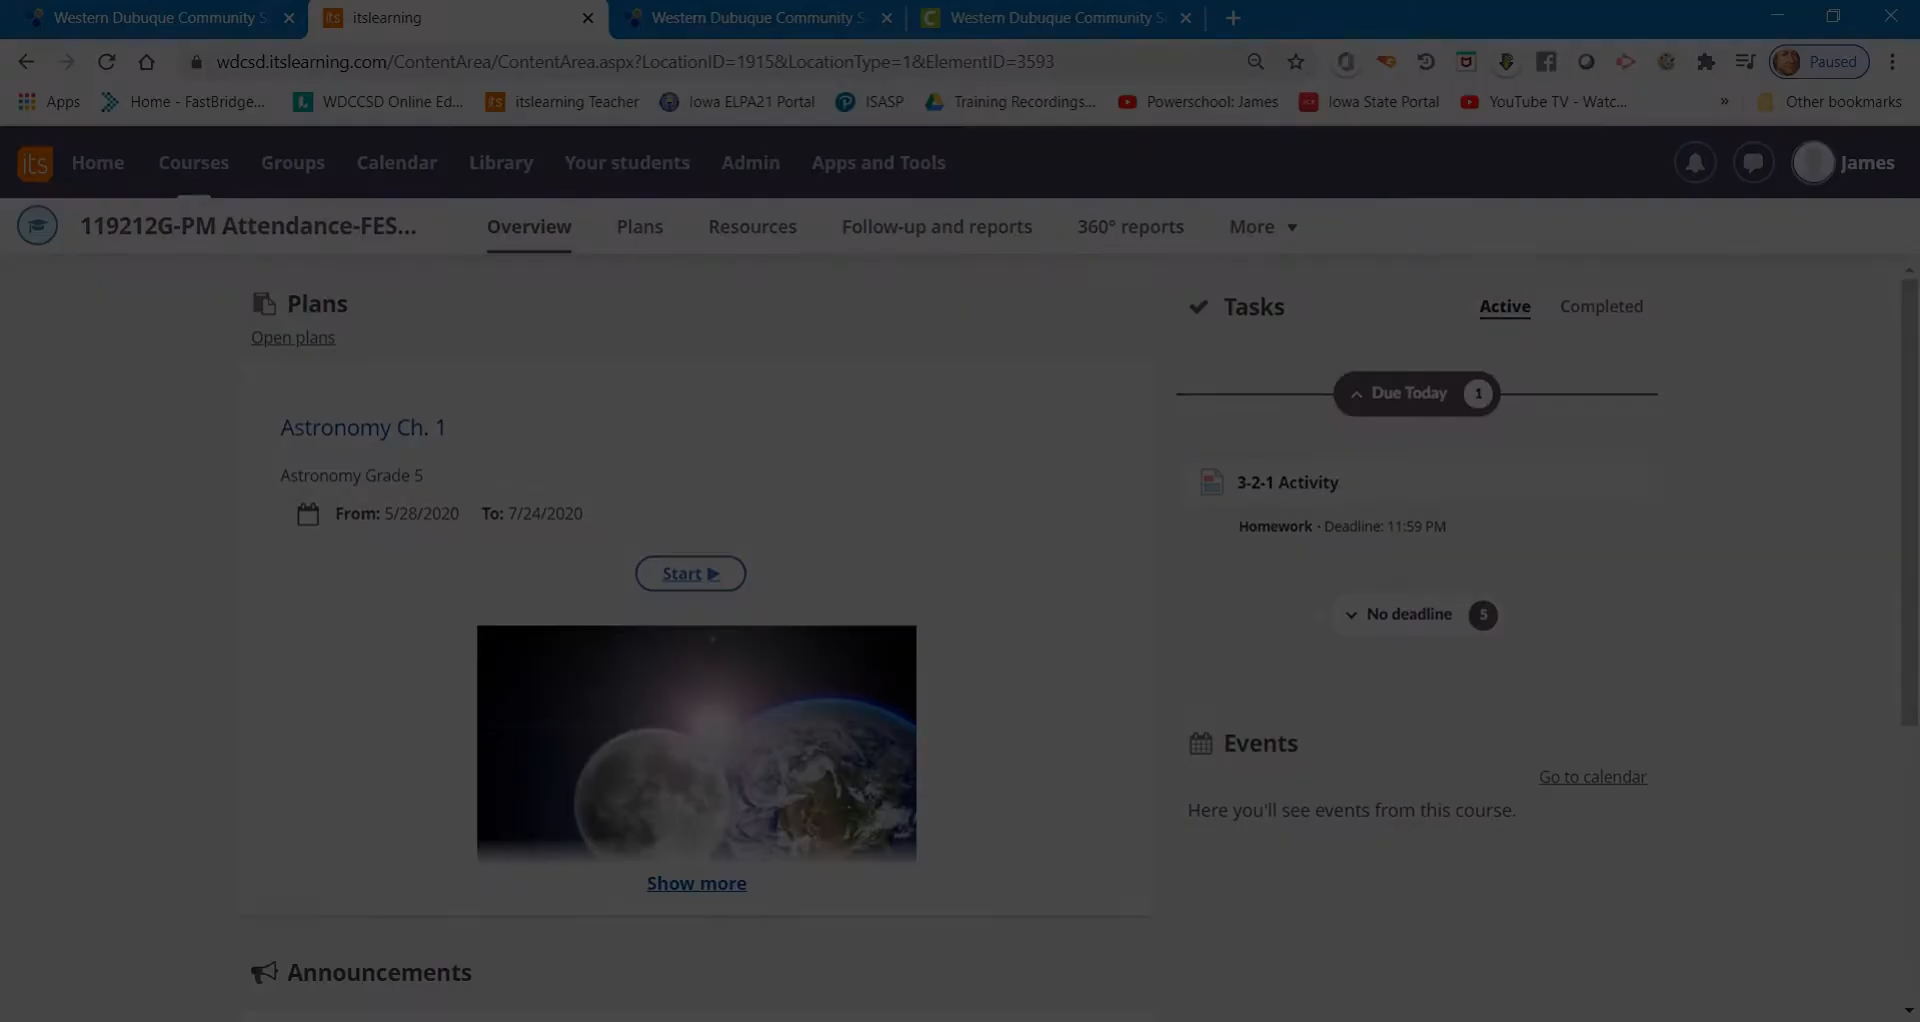 Western Dubuque Community S
itslearning
Western Dubuque Community S
Western Dubuque Community S
wdcsd.itslearning.com/ContentArea/ContentArea.aspx?LocationID=1915&LocationType=1&ElementID=3593
Paused
Apps
Home - FastBridge...
WDCCSD Online Ed...
itslearning Teacher
Iowa ELPA21 Portal
ISASP
Training Recordings...
Powerschool: James
Iowa State Portal
YouTube TV - Watc...
»
Other bookmarks
its
Home
Courses
Groups
Calendar
Library
Your students
Admin
Apps and Tools
James
119212G-PM Attendance-FES...
Overview
Plans
Resources
Follow-up and reports
360° reports
More
Plans
Open plans
Astronomy Ch. 1
Astronomy Grade 5
From: 5/28/2020 To: 7/24/2020
Start
Show more
Announcements
Tasks
Active
Completed
Due Today 1
3-2-1 Activity
Homework · Deadline: 11:59 PM
No deadline 5
Events
Go to calendar
Here you'll see events from this course.